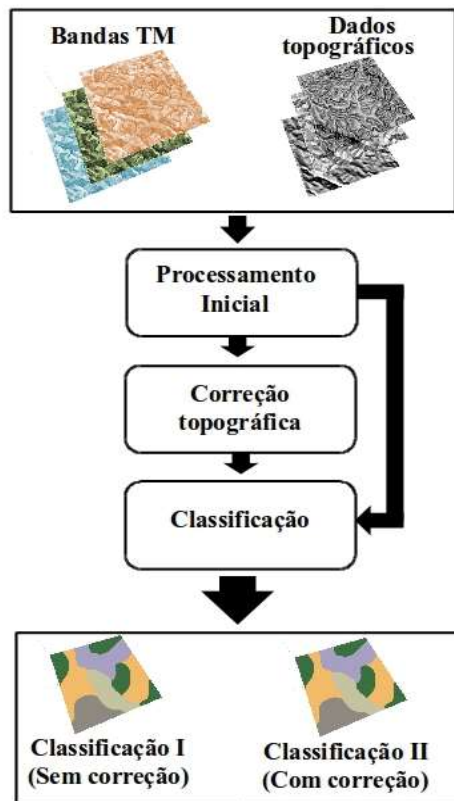 Bandas TM
Dados
topográficos
Processamento
Inicial
Correção
topográfica
Classificação
Classificação I
(Sem correção)
Classificação II
(Com correção)